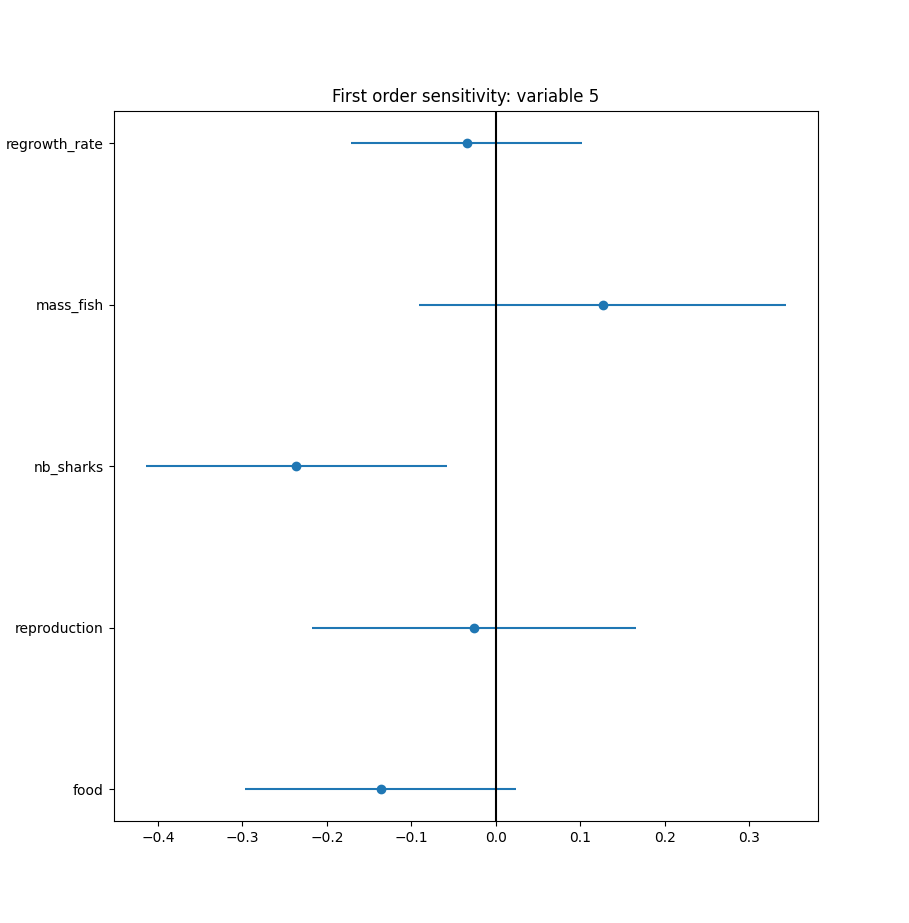 First order sensitivity: variable 5
regrowth_rate
mass_fish
nb_sharks
reproduction
food
−0.4 −0.3 −0.2 −0.1 0.0 0.1 0.2 0.3